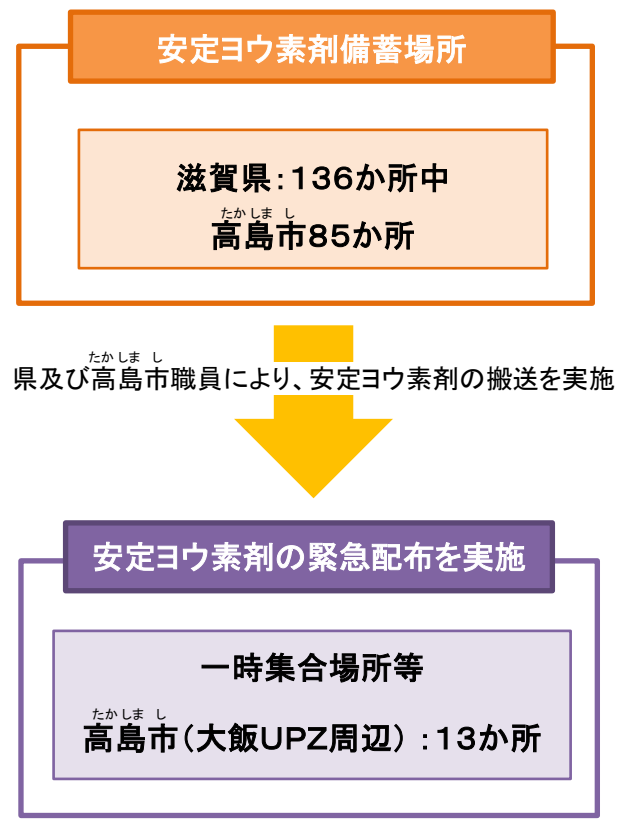 安定ヨウ素剤備蓄場所
滋賀県：１３６か所中
たかしま し
高島市８５か所
たかしま し
県及び高島市職員により、安定ヨウ素剤の搬送を実施
安定ヨウ素剤の緊急配布を実施
一時集合場所等
たかしま し
高島市（大飯ＵＰＺ周辺）：１３か所